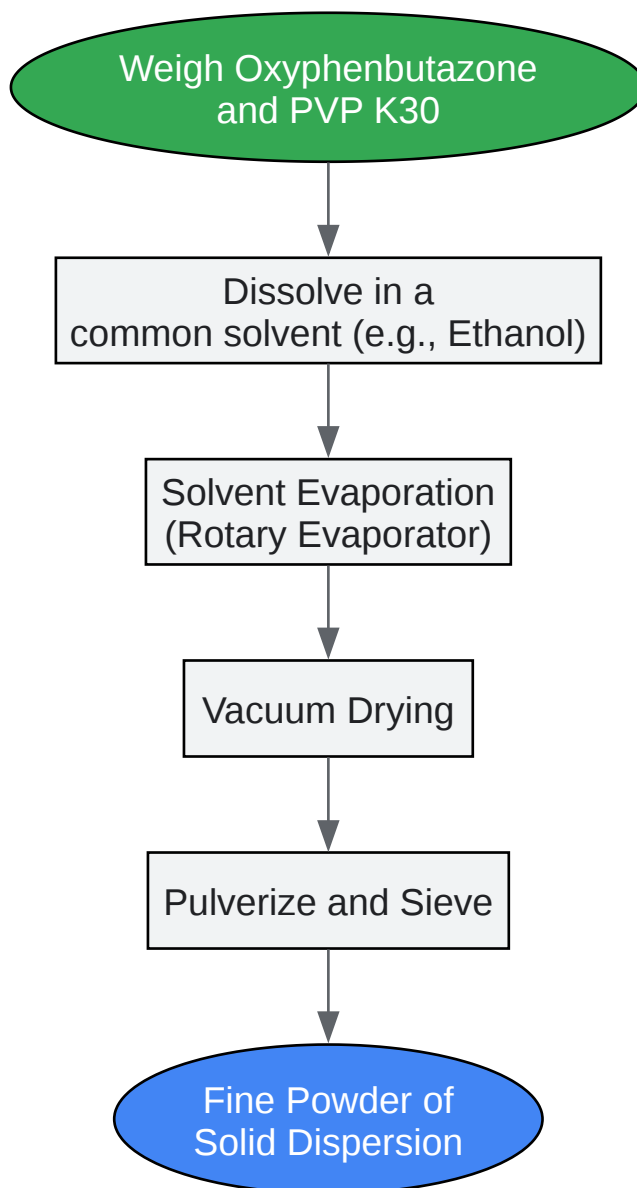 Weigh Oxyphenbutazone
and PVP K30
Dissolve in a
common solvent (e.g., Ethanol)
Solvent Evaporation
(Rotary Evaporator)
Vacuum Drying
Pulverize and Sieve
Fine Powder of
Solid Dispersion